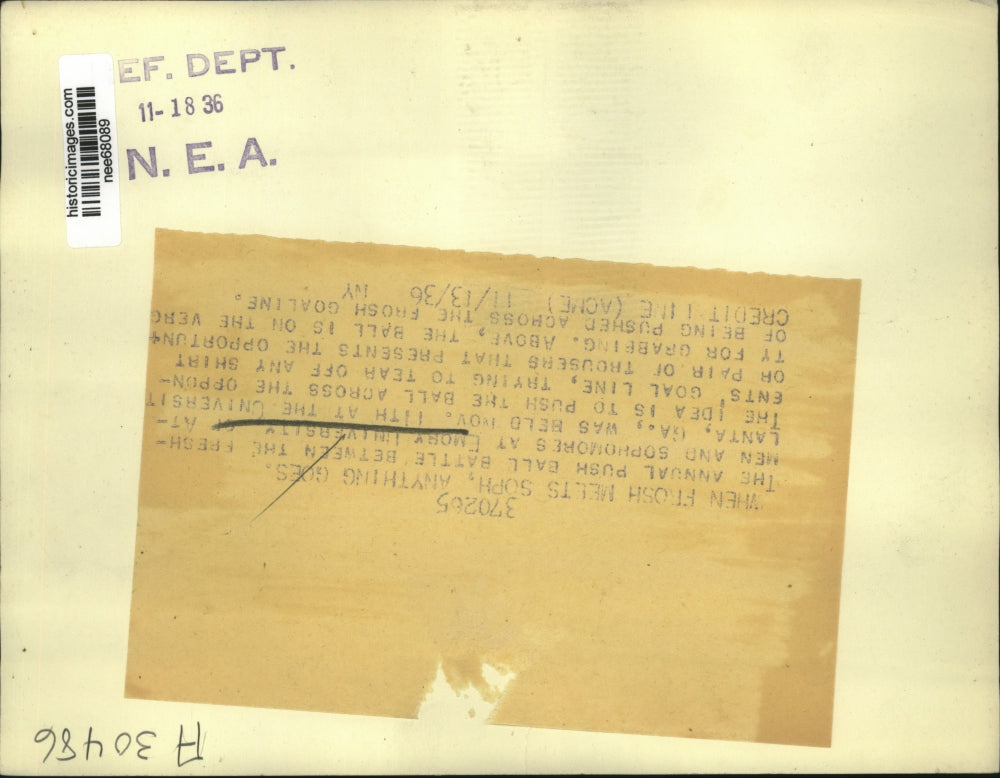 EF. DEPT.
11-18 36
N. E. A.
historicimages.com
nee68089
370265
WHEN FROSH MEETS SOPH, ANYTHING GOES.
THE ANNUAL PUSH BALL BATTLE BETWEEN THE FRESH-
MEN AND SOPHOMORES AT EMORY UNIVERSITY AT-
LANTA, GA., WAS HELD NOV. 11TH AT THE UNIVERSIT
THE IDEA IS TO PUSH THE BALL ACROSS THE OPPON-
ENTS' GOAL LINE, TRYING TO TEAR OFF ANY SHIRT
OR PAIR OF TROUSERS THAT PRESENTS THE OPPORTUN
TY FOR GRABBING. ABOVE, THE BALL IS ON THE VERG
OF BEING PUSHED ACROSS THE FROSH GOALINE.
CREDIT LINE (ACME) 11/13/36 NY
A 30486